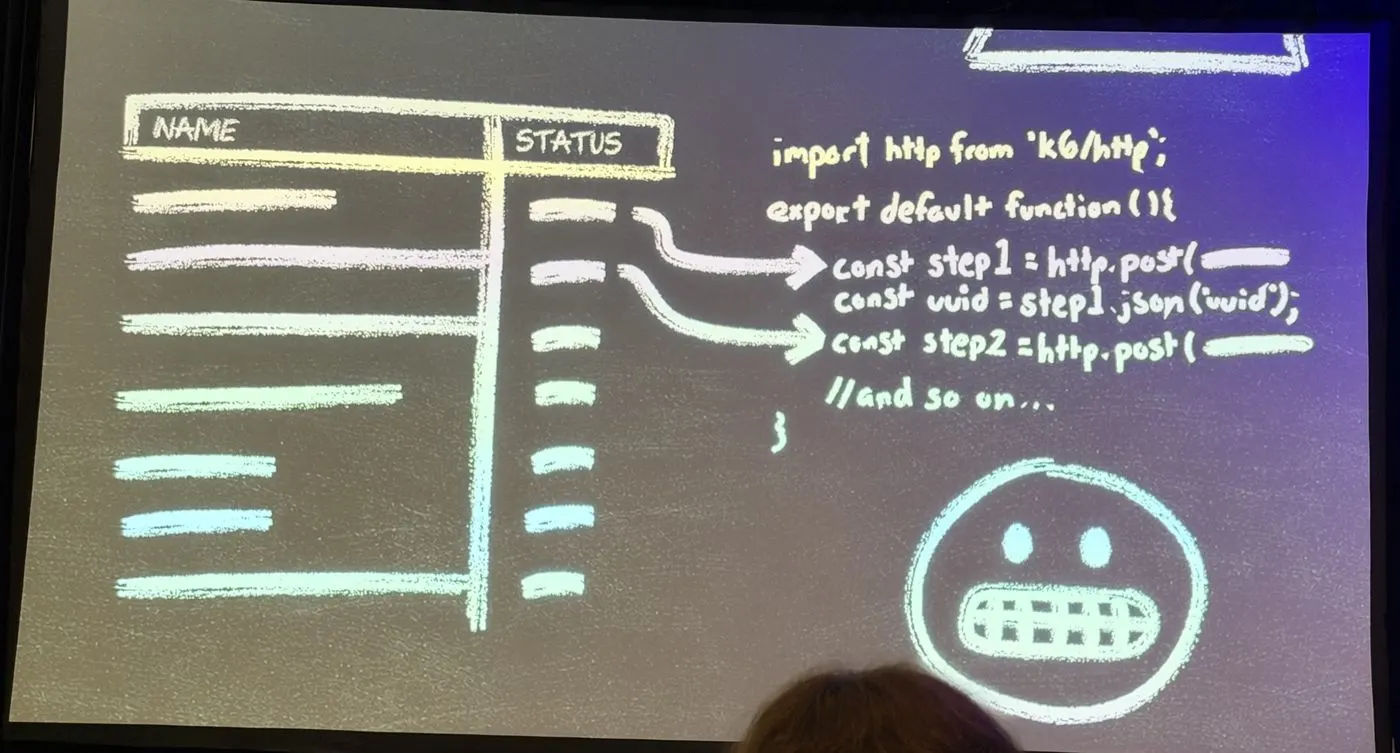 NAME
STATUS
import http from 'k6/http';
export default function(){
const step1 = http.post(
const uuid = step1.json('uuid');
const step2 = http.post(
//and so on...
}